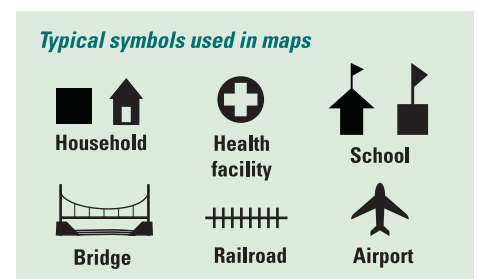 Typical symbols used in maps
Household
Health
facility
School
Bridge
Railroad
Airport